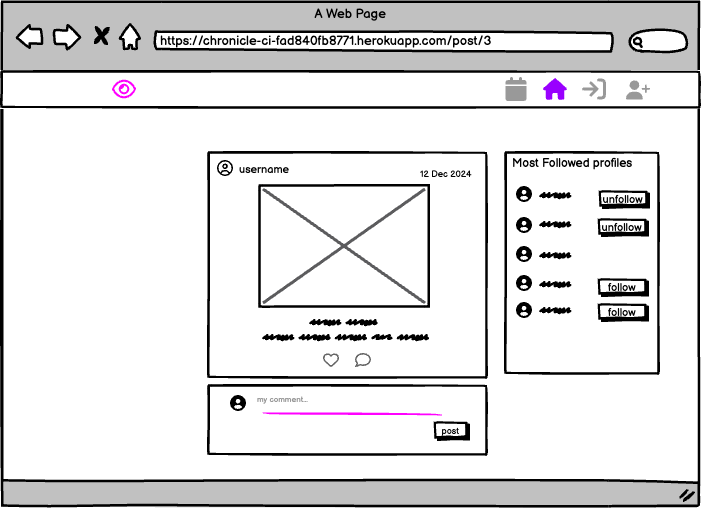 A Web Page
https://chronicle-ci-fad840fb8771.herokuapp.com/post/3
username
12 Dec 2024
my comment...
post
Most Followed profiles
unfollow
unfollow
follow
follow